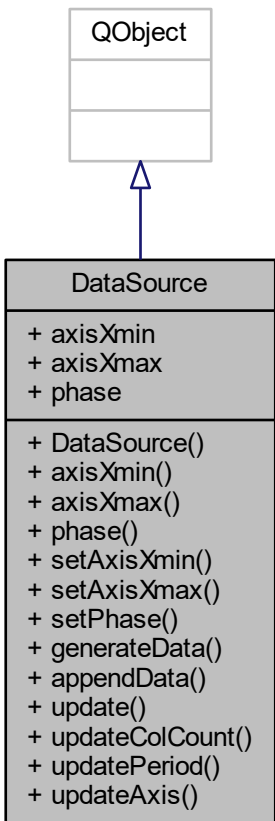 QObject
DataSource
+ axisXmin
+ axisXmax
+ phase
+ DataSource()
+ axisXmin()
+ axisXmax()
+ phase()
+ setAxisXmin()
+ setAxisXmax()
+ setPhase()
+ generateData()
+ appendData()
+ update()
+ updateColCount()
+ updatePeriod()
+ updateAxis()